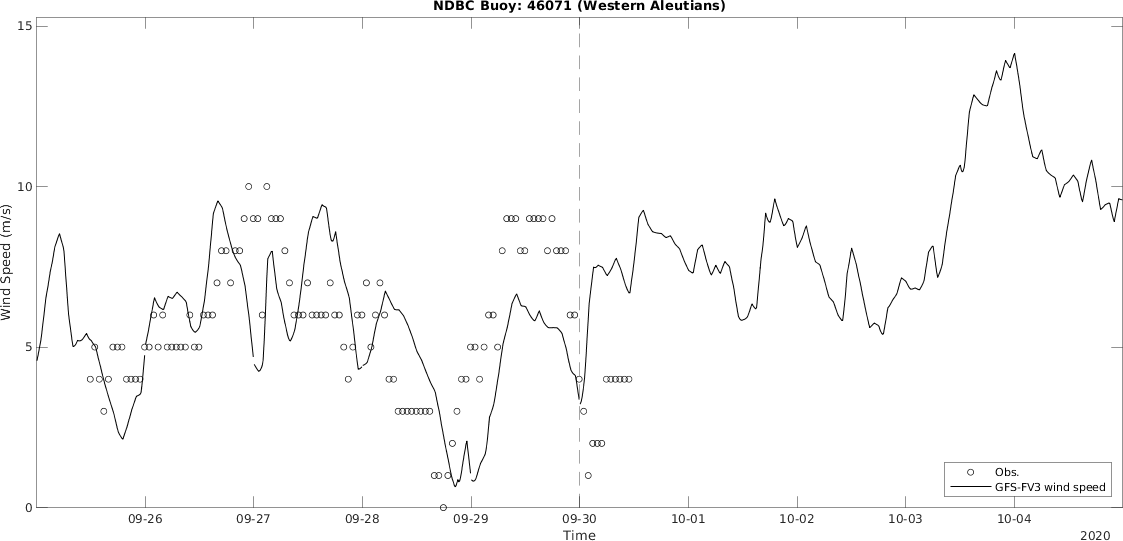 NDBC Buoy: 46071 (Western Aleutians)
15
10
5
0
Wind Speed (m/s)
Obs.
GFS-FV3 wind speed
09-26 09-27 09-28 09-29 09-30 10-01 10-02 10-03 10-04
Time
2020